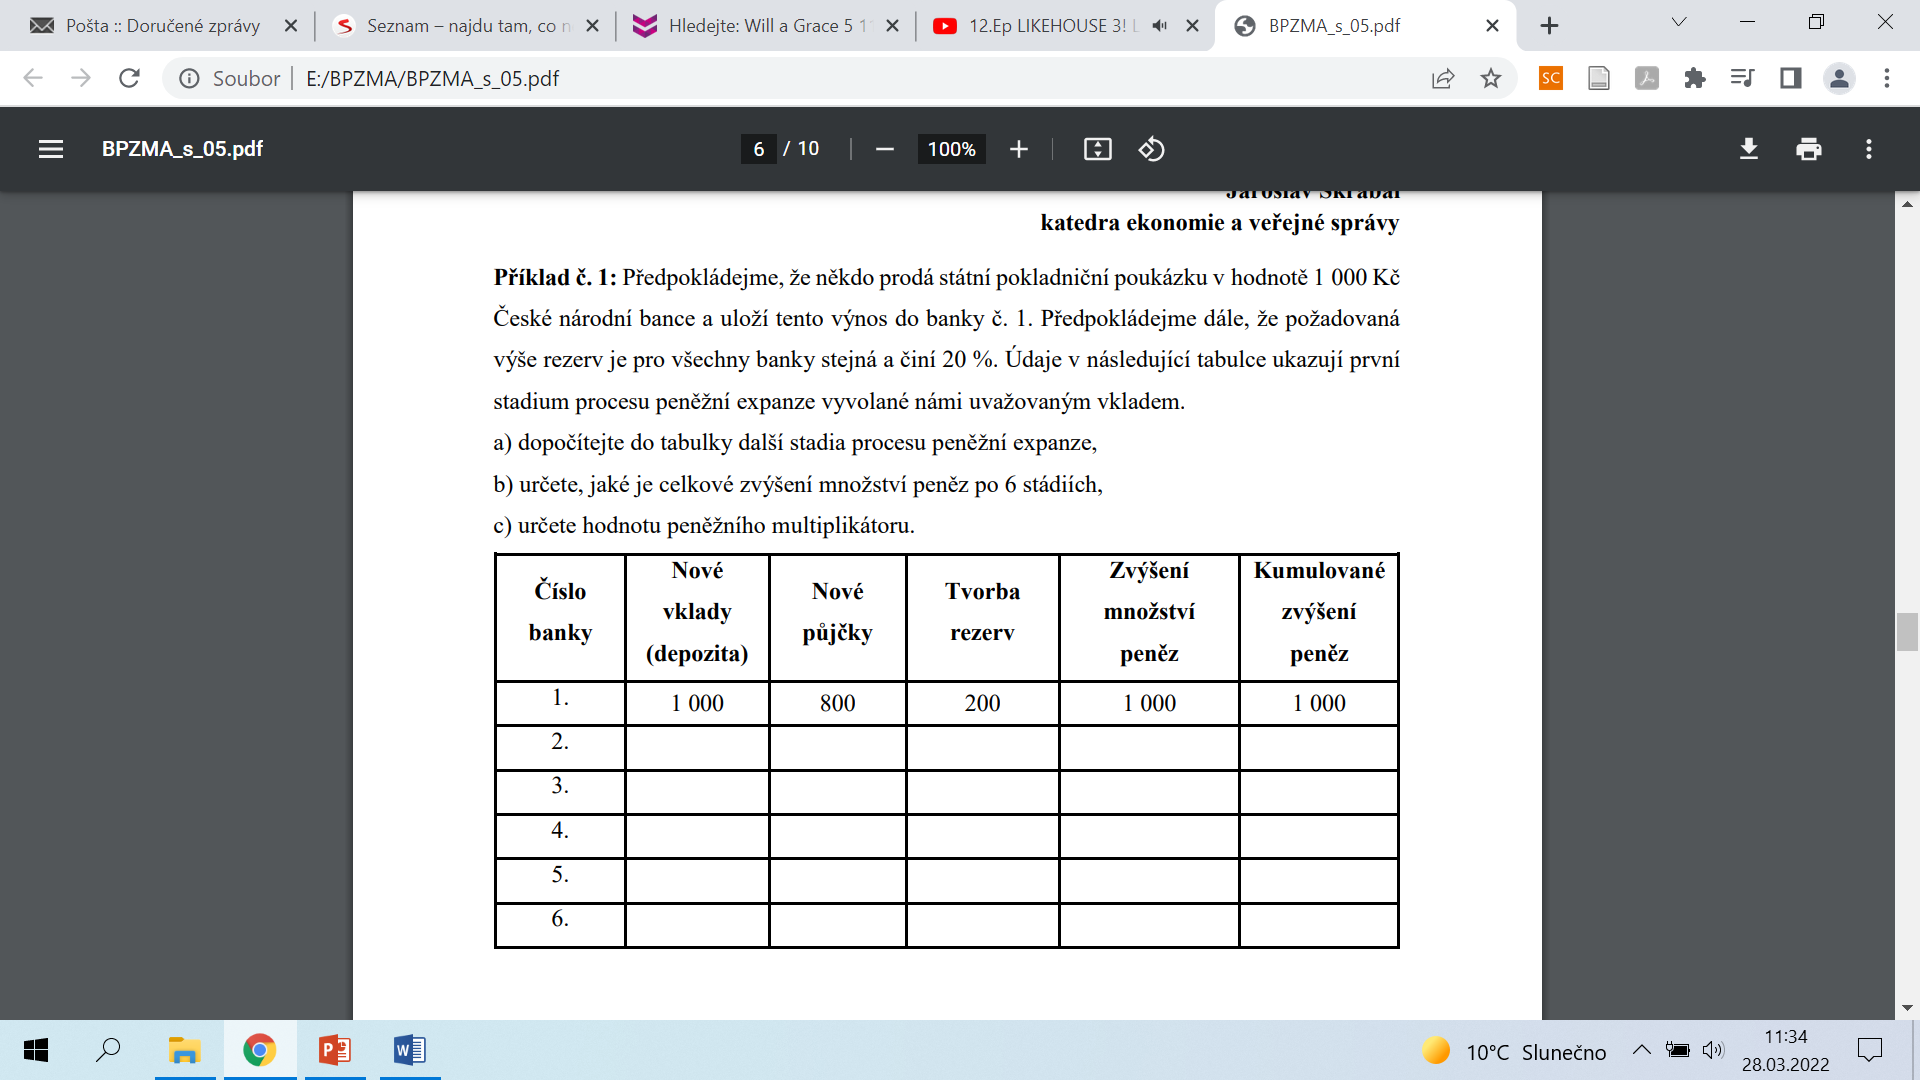 Pošta :: Doručené zprávy
Seznam – najdu tam, co n
Hledejte: Will a Grace 5 1
12.Ep LIKEHOUSE 3!
BPZMA_s_05.pdf
Soubor
E:/BPZMA/BPZMA_s_05.pdf
SC
BPZMA_s_05.pdf
6 / 10
100%
Jaroslav Škrabal
katedra ekonomie a veřejné správy
Příklad č. 1: Předpokládejme, že někdo prodá státní pokladniční poukázku v hodnotě 1 000 Kč
České národní bance a uloží tento výnos do banky č. 1. Předpokládejme dále, že požadovaná
výše rezerv je pro všechny banky stejná a činí 20 %. Údaje v následující tabulce ukazují první
stadium procesu peněžní expanze vyvolané námi uvažovaným vkladem.
a) dopočítejte do tabulky další stadia procesu peněžní expanze,
b) určete, jaké je celkové zvýšení množství peněz po 6 stádiích,
c) určete hodnotu peněžního multiplikátoru.
Číslo
banky
Nové
vklady
(depozita)
Nové
půjčky
Tvorba
rezerv
Zvýšení
množství
peněz
Kumulované
zvýšení
peněz
1. 1 000 800 200 1 000 1 000
2.
3.
4.
5.
6.
10°C Slunečno
11:34
28.03.2022